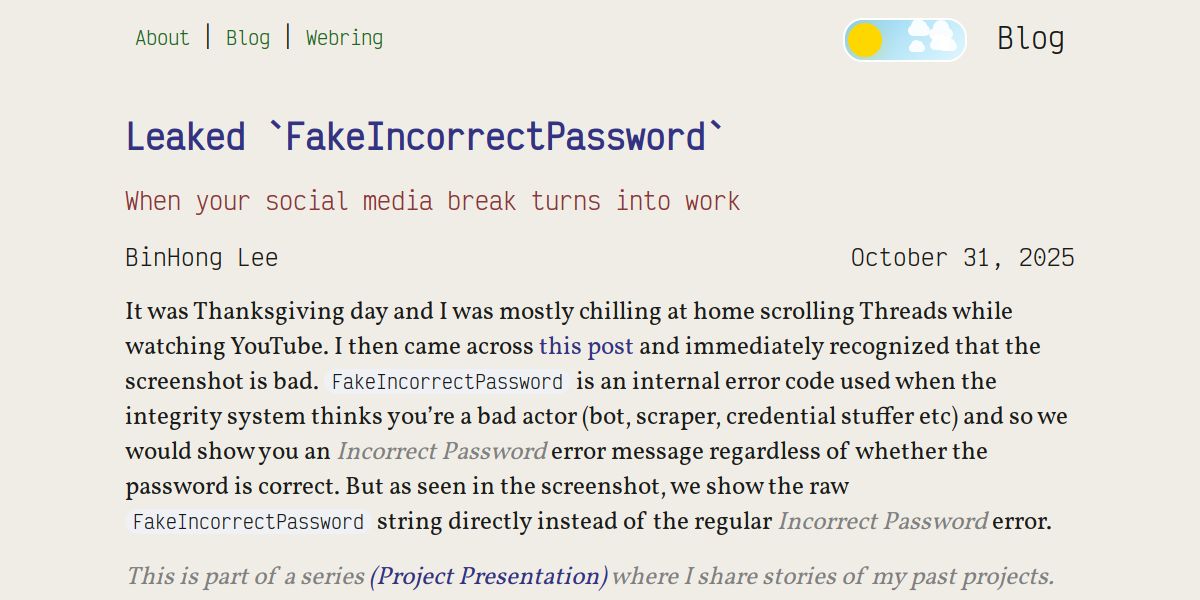 About | Blog | Webring
Blog
Leaked `FakeIncorrectPassword`
When your social media break turns into work
BinHong Lee
October 31, 2025
It was Thanksgiving day and I was mostly chilling at home scrolling Threads while
watching YouTube. I then came across this post and immediately recognized that the
screenshot is bad. FakeIncorrectPassword is an internal error code used when the
integrity system thinks you’re a bad actor (bot, scraper, credential stuffer etc) and so we
would show you an Incorrect Password error message regardless of whether the
password is correct. But as seen in the screenshot, we show the raw
FakeIncorrectPassword string directly instead of the regular Incorrect Password error.
This is part of a series (Project Presentation) where I share stories of my past projects.